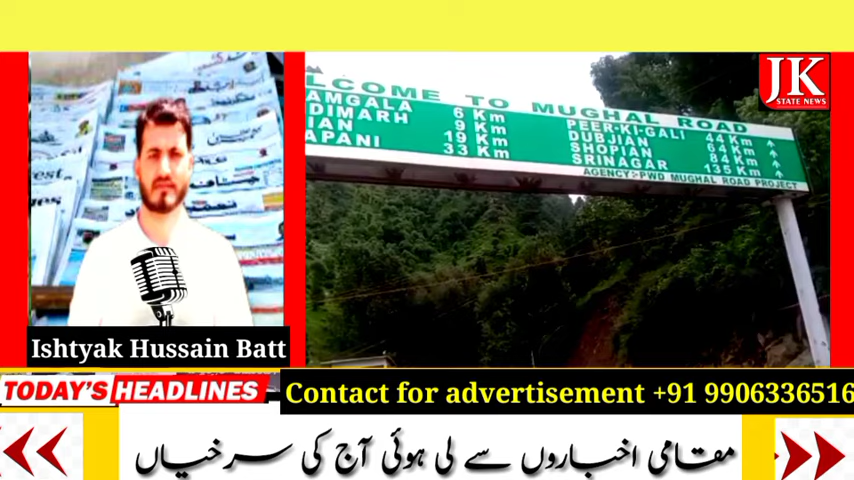 JK
STATE NEWS
LCOME TO MUGHAL ROAD
AMGALA 6 Km
DIMARH 9 Km
IAN 19 Km
APANI 33 Km
PEER-KI-GALI 44 Km
DUBJIAN 64 Km
SHOPIAN 84 Km
SRINAGAR 135 Km
AGENCY>PWD MUGHAL ROAD PROJECT
Ishtyak Hussain Batt
TODAY'S HEADLINES
Contact for advertisement +91 9906336516
مقامی اخباروں سے لی ہوئی آج کی سرخیاں